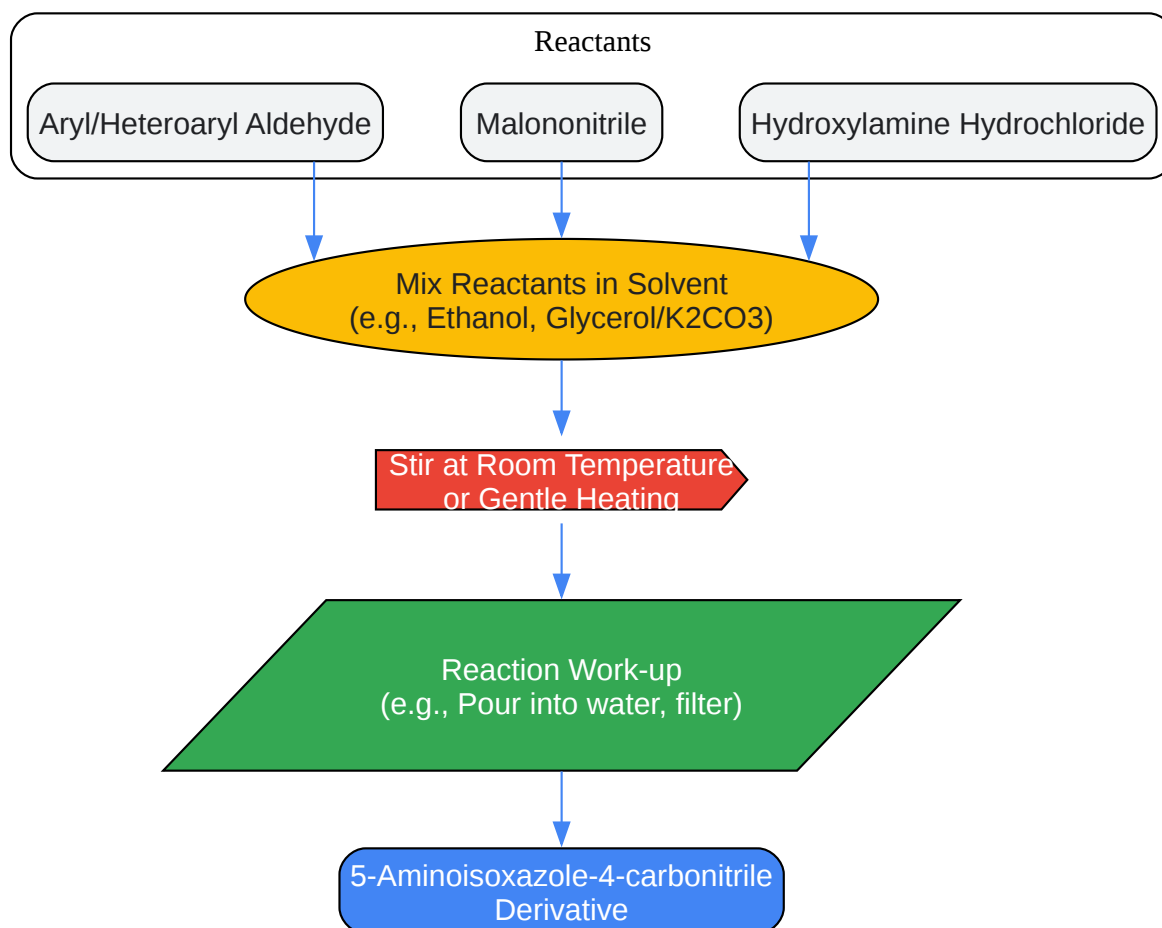 Reactants
Aryl/Heteroaryl Aldehyde
Malononitrile
Hydroxylamine Hydrochloride
Mix Reactants in Solvent
(e.g., Ethanol, Glycerol/K2CO3)
Stir at Room Temperature
or Gentle Heating
Reaction Work-up
(e.g., Pour into water, filter)
5-Aminoisoxazole-4-carbonitrile
Derivative